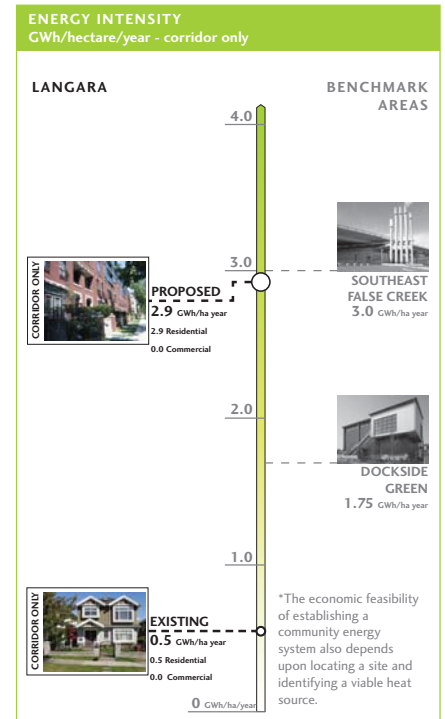 ENERGY INTENSITY
GWh/hectare/year - corridor only
LANGARA
BENCHMARK
AREAS
4.0
3.0
CORRIDOR ONLY
PROPOSED
2.9 GWh/ha year
2.9 Residential
0.0 Commercial
SOUTHEAST
FALSE CREEK
3.0 GWh/ha year
2.0
DOCKSIDE
GREEN
1.75 GWh/ha year
1.0
CORRIDOR ONLY
EXISTING
0.5 GWh/ha year
0.5 Residential
0.0 Commercial
*The economic feasibility
of establishing a
community energy
system also depends
upon locating a site and
identifying a viable heat
source.
0 GWh/ha/year